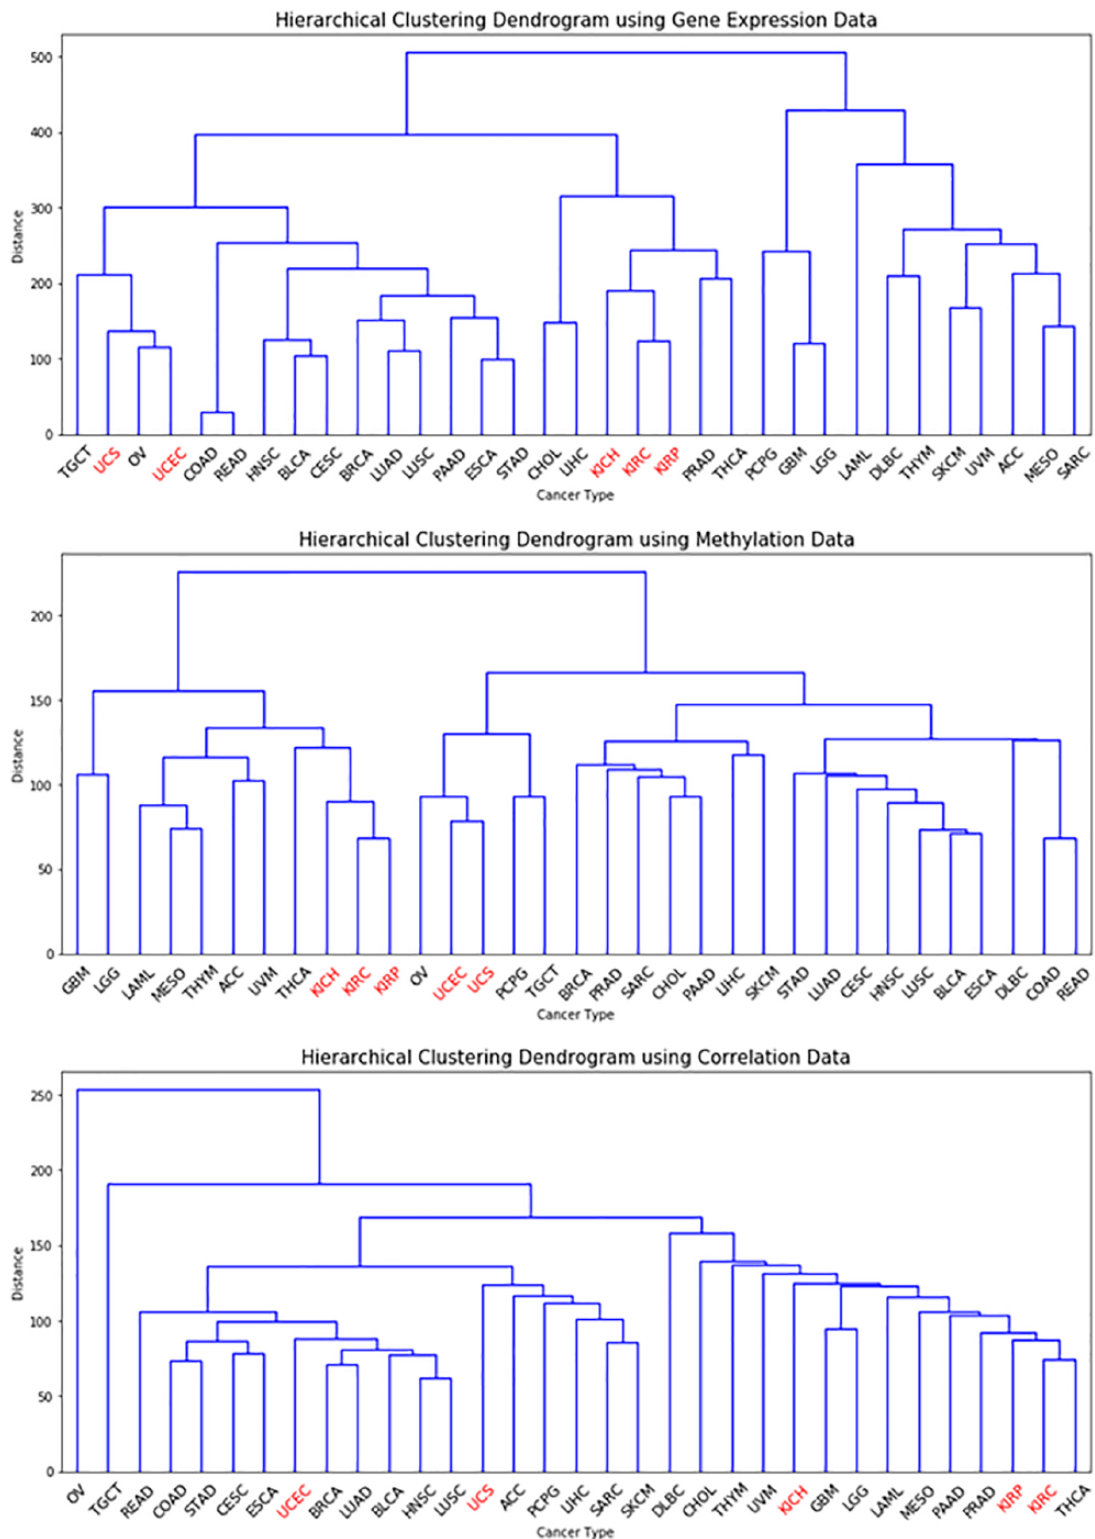 Hierarchical Clustering Dendrogram using Gene Expression Data
500
400
300
200
100
0
Distance
TGCT UCS OV UCEC COAD READ HNSC BLCA CESC BRCA LUAD LUSC PAAD ESCA STAD CHOL LIHC KICH KIRC KIRP PRAD THCA PCPG GBM LGG LAML DLBC THYM SKCM UVM ACC MESO SARC
Cancer Type
Hierarchical Clustering Dendrogram using Methylation Data
200
150
100
50
0
Distance
GBM LGG LAML MESO THYM ACC UVM THCA KICH KIRC KIRP OV UCEC UCS PCPG TGCT BRCA PRAD SARC CHOL PAAD LIHC SKCM STAD LUAD CESC HNSC LUSC BLCA ESCA DLBC COAD READ
Cancer Type
Hierarchical Clustering Dendrogram using Correlation Data
250
200
150
100
50
0
Distance
OV TGCT READ COAD STAD CESC ESCA UCEC BRCA LUAD BLCA HNSC LUSC UCS ACC PCPG LIHC SARC SKCM DLBC CHOL THYM UVM KICH GBM LGG LAML MESO PAAD PRAD KIRP KIRC THCA
Cancer Type